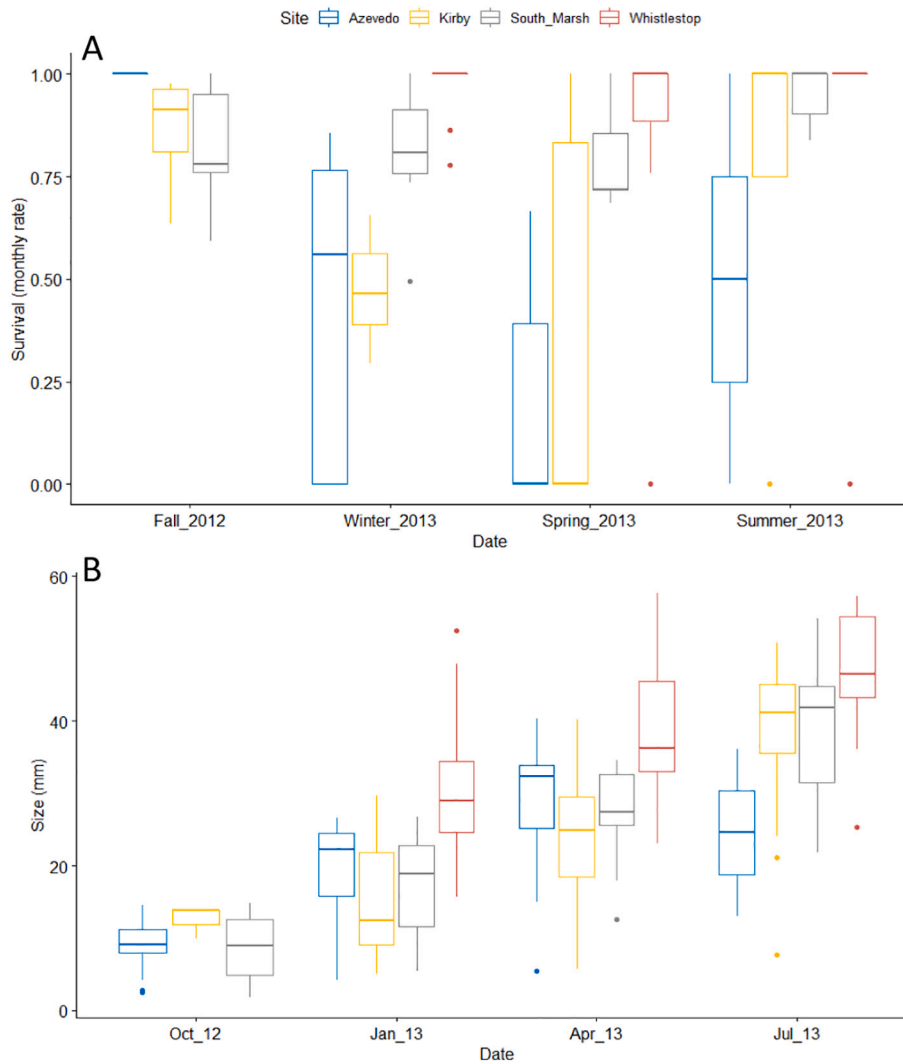 Site Azevedo Kirby South_Marsh Whistlestop
A
1.00
0.75
0.50
0.25
0.00
Survival (monthly rate)
Fall_2012 Winter_2013 Spring_2013 Summer_2013
Date
B
60
40
20
0
Size (mm)
Oct_12 Jan_13 Apr_13 Jul_13
Date